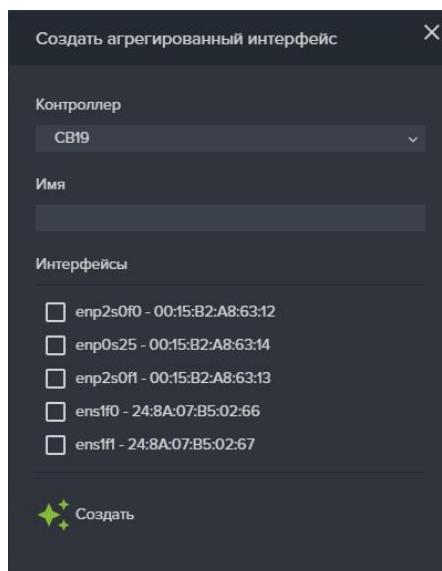 Создать агрегированный интерфейс
Контроллер
CB19
Имя
Интерфейсы
enp2s0f0 - 00:15:B2:A8:63:12
enp0s25 - 00:15:B2:A8:63:14
enp2s0f1 - 00:15:B2:A8:63:13
ens1f0 - 24:8A:07:B5:02:66
ens1f1 - 24:8A:07:B5:02:67
Создать